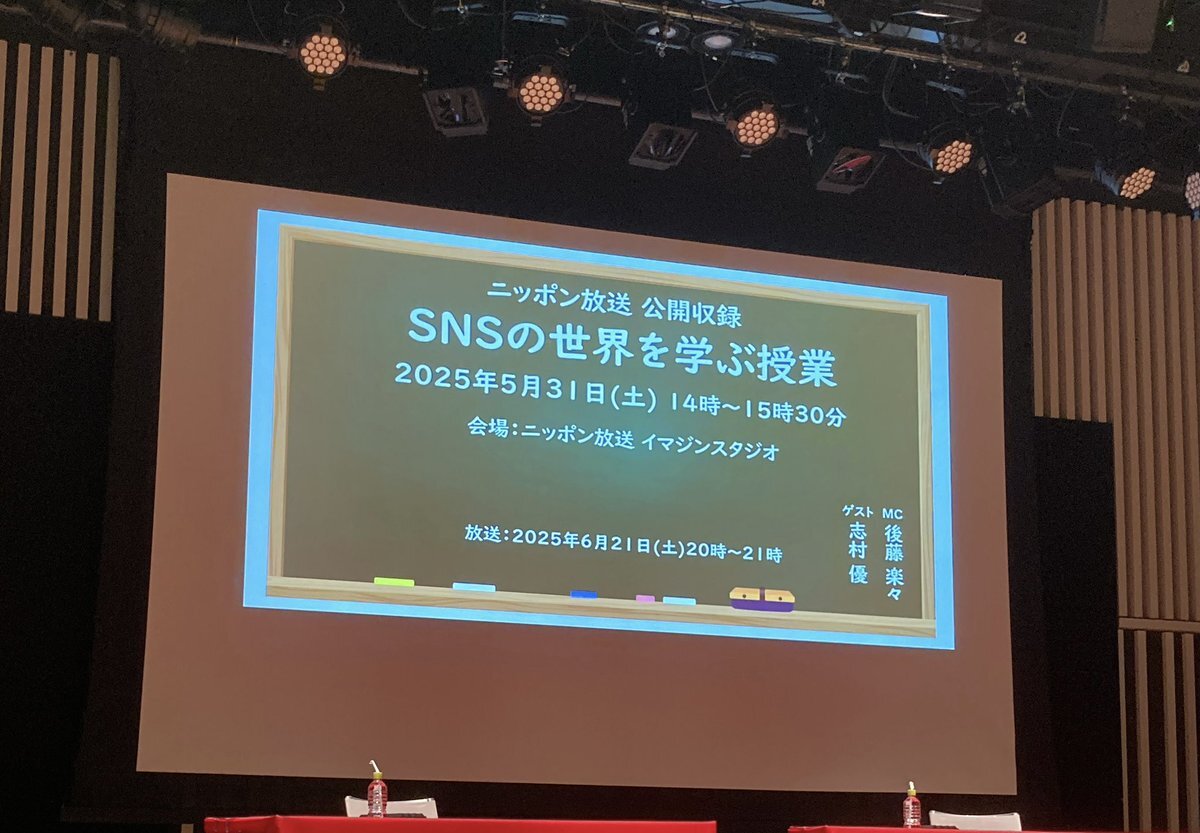 ニッポン放送 公開収録
SNSの世界を学ぶ授業
2025年5月31日(土) 14時～15時30分
会場：ニッポン放送 イマジンスタジオ
放送：2025年6月21日(土)20時～21時
MC
後藤 楽々
ゲスト
志村 優